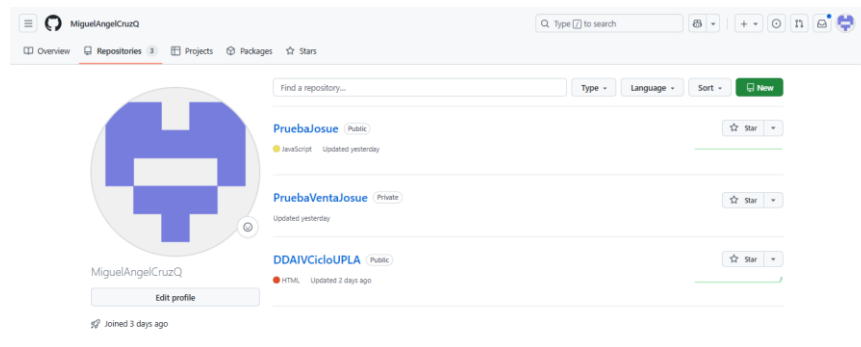 MiguelAngelCruzQ
Type / to search
Overview Repositories 3 Projects Packages Stars
Find a repository... Type Language Sort New
PruebaJosue Public Star
JavaScript Updated yesterday
PruebaVentaJosue Private Star
Updated yesterday
DDAIVCicloUPLA Public Star
HTML Updated 2 days ago
MiguelAngelCruzQ
Edit profile
Joined 3 days ago